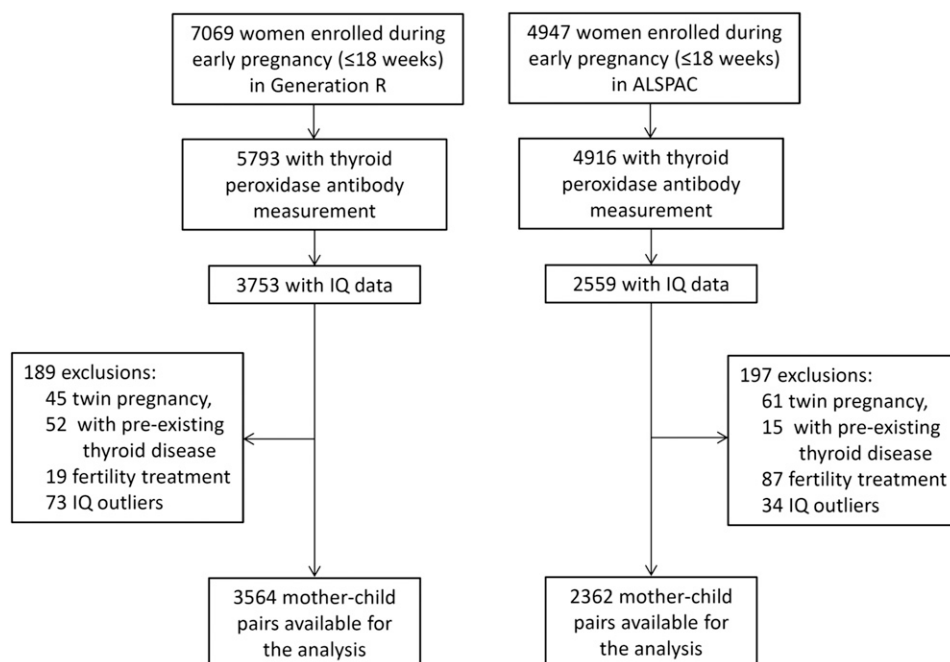 7069 women enrolled during
early pregnancy (≤18 weeks)
in Generation R
5793 with thyroid
peroxidase antibody
measurement
3753 with IQ data
189 exclusions:
45 twin pregnancy,
52 with pre-existing
thyroid disease
19 fertility treatment
73 IQ outliers
3564 mother-child
pairs available for
the analysis
4947 women enrolled during
early pregnancy (≤18 weeks)
in ALSPAC
4916 with thyroid
peroxidase antibody
measurement
2559 with IQ data
197 exclusions:
61 twin pregnancy,
15 with pre-existing
thyroid disease
87 fertility treatment
34 IQ outliers
2362 mother-child
pairs available for
the analysis